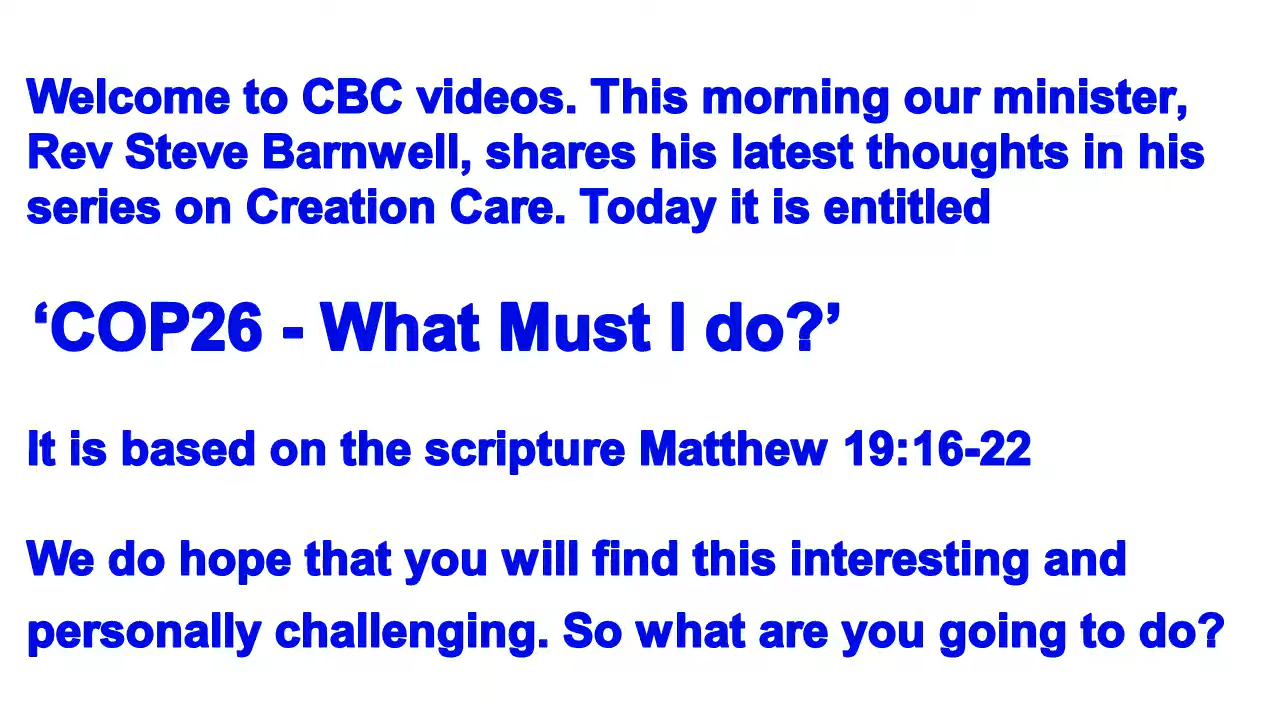 Welcome to CBC videos. This morning our minister,
Rev Steve Barnwell, shares his latest thoughts in his
series on Creation Care. Today it is entitled
‘COP26 - What Must I do?’
It is based on the scripture Matthew 19:16-22
We do hope that you will find this interesting and
personally challenging. So what are you going to do?